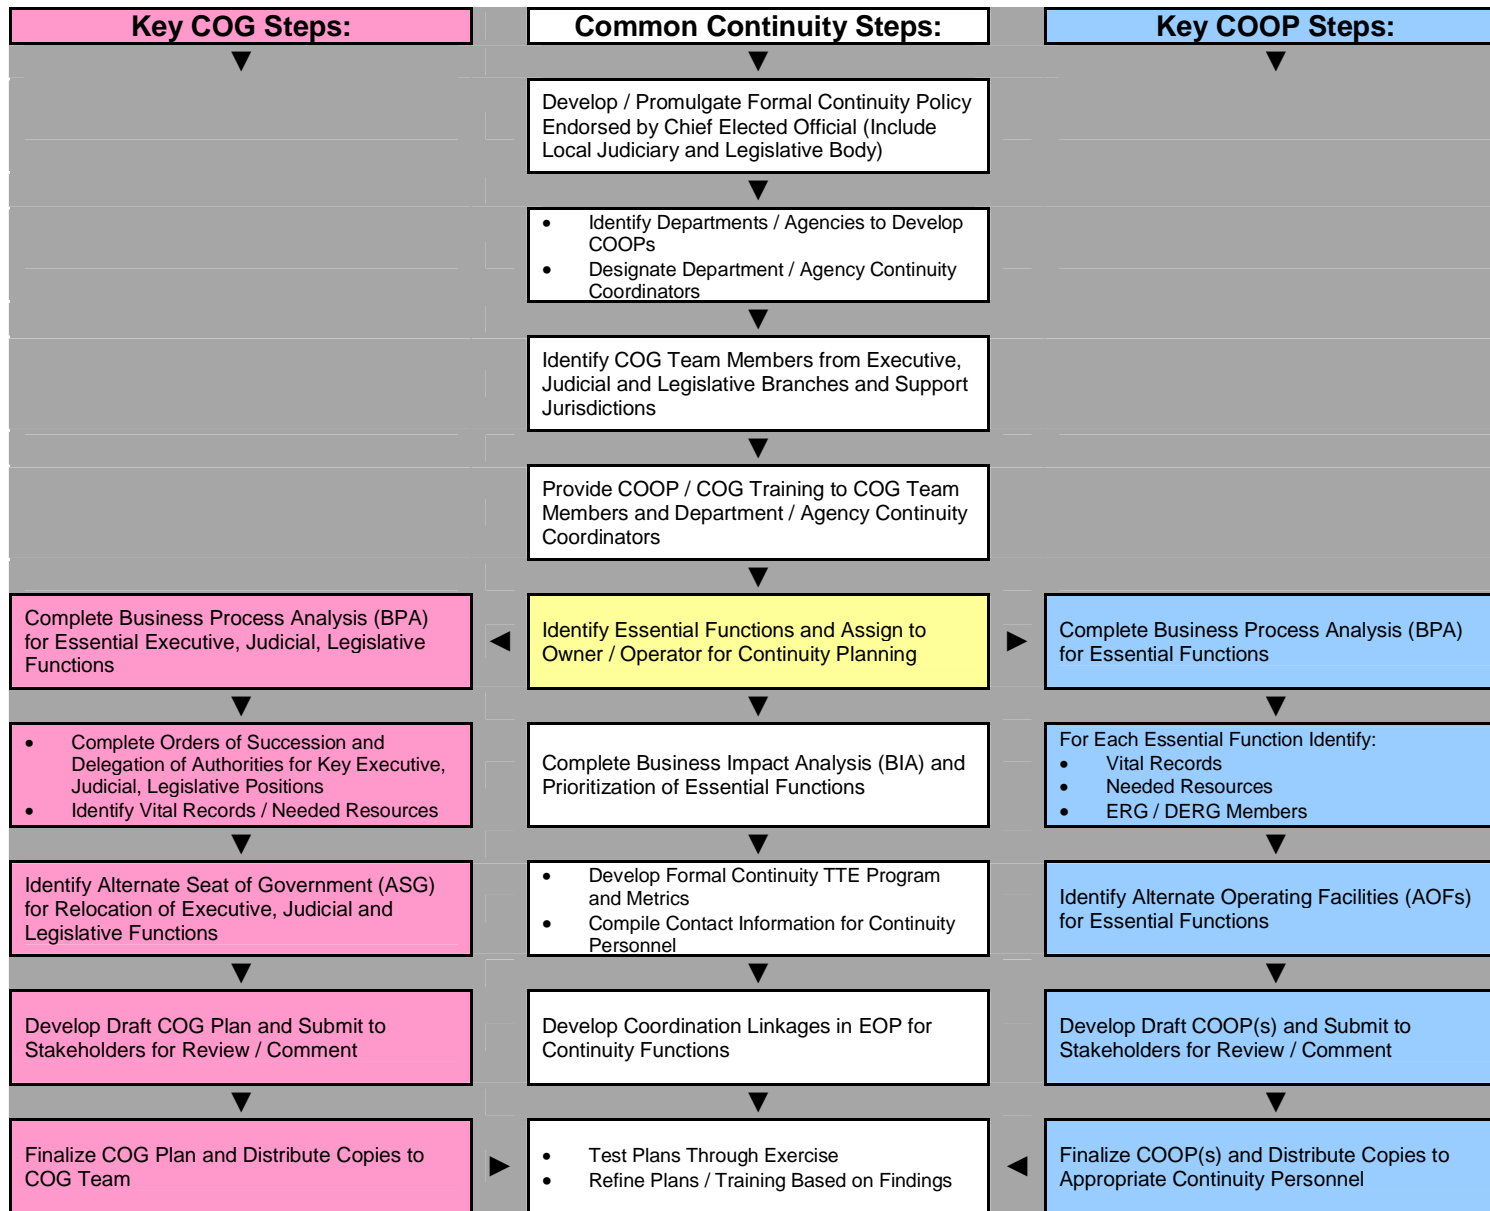 Key COG Steps:
Common Continuity Steps:
Key COOP Steps:
Develop / Promulgate Formal Continuity Policy
Endorsed by Chief Elected Official (Include
Local Judiciary and Legislative Body)
• Identify Departments / Agencies to Develop
COOPs
• Designate Department / Agency Continuity
Coordinators
Identify COG Team Members from Executive,
Judicial and Legislative Branches and Support
Jurisdictions
Provide COOP / COG Training to COG Team
Members and Department / Agency Continuity
Coordinators
Complete Business Process Analysis (BPA)
for Essential Executive, Judicial, Legislative
Functions
Identify Essential Functions and Assign to
Owner / Operator for Continuity Planning
Complete Business Process Analysis (BPA)
for Essential Functions
• Complete Orders of Succession and
Delegation of Authorities for Key Executive,
Judicial, Legislative Positions
• Identify Vital Records / Needed Resources
Complete Business Impact Analysis (BIA) and
Prioritization of Essential Functions
For Each Essential Function Identify:
• Vital Records
• Needed Resources
• ERG / DERG Members
Identify Alternate Seat of Government (ASG)
for Relocation of Executive, Judicial and
Legislative Functions
• Develop Formal Continuity TTE Program
and Metrics
• Compile Contact Information for Continuity
Personnel
Identify Alternate Operating Facilities (AOFs)
for Essential Functions
Develop Draft COG Plan and Submit to
Stakeholders for Review / Comment
Develop Coordination Linkages in EOP for
Continuity Functions
Develop Draft COOP(s) and Submit to
Stakeholders for Review / Comment
Finalize COG Plan and Distribute Copies to
COG Team
• Test Plans Through Exercise
• Refine Plans / Training Based on Findings
Finalize COOP(s) and Distribute Copies to
Appropriate Continuity Personnel